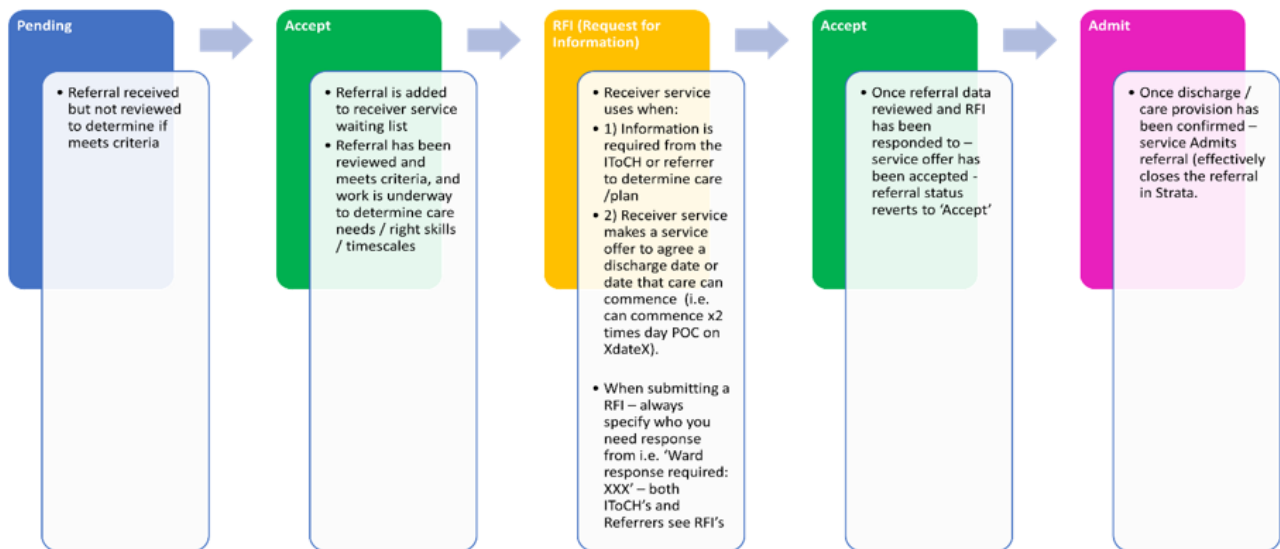 Pending
• Referral received
but not reviewed
to determine if
meets criteria
Accept
• Referral is added
to receiver service
waiting list
• Referral has been
reviewed and
meets criteria, and
work is underway
to determine care
needs / right skills
/ timescales
RFI (Request for
Information)
• Receiver service
uses when:
• 1) Information is
required from the
IToCH or referrer
to determine care
/plan
• 2) Receiver service
makes a service
offer to agree a
discharge date or
date that care can
commence (i.e.
can commence x2
times day POC on
XdateX).
• When submitting a
RFI – always
specify who you
need response
from i.e. ‘Ward
response required:
XXX’ – both
IToCH's and
Referrers see RFI's
Accept
• Once referral data
reviewed and RFI
has been
responded to –
service offer has
been accepted -
referral status
reverts to ‘Accept’
Admit
• Once discharge /
care provision has
been confirmed –
service Admits
referral (effectively
closes the referral
in Strata.